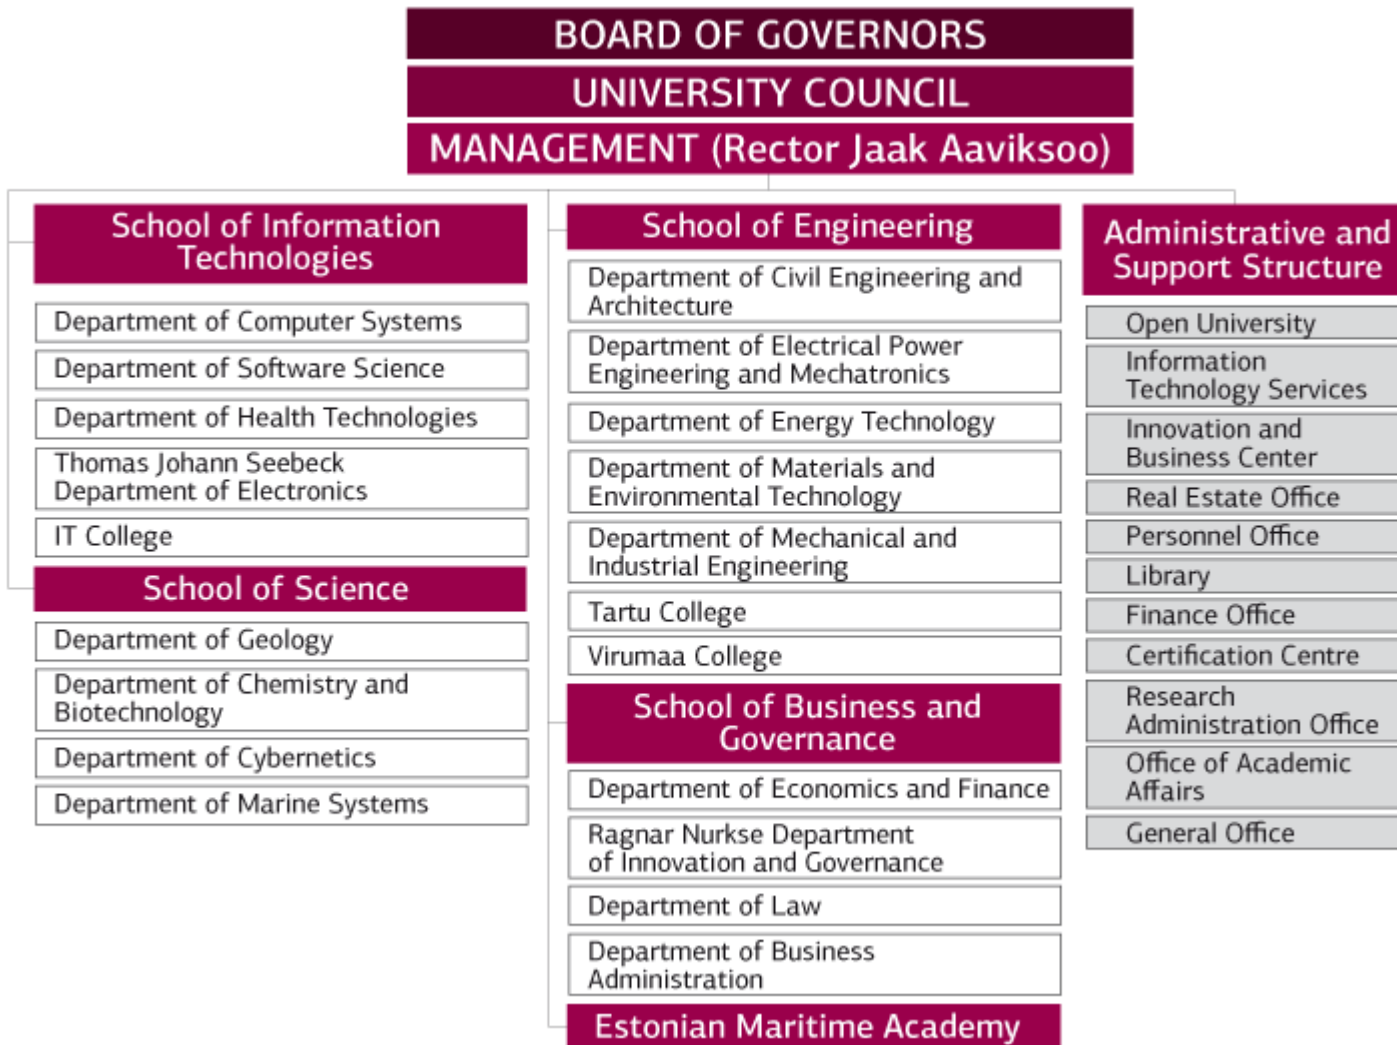 BOARD OF GOVERNORS
UNIVERSITY COUNCIL
MANAGEMENT (Rector Jaak Aaviksoo)
School of Information
Technologies
Department of Computer Systems
Department of Software Science
Department of Health Technologies
Thomas Johann Seebeck
Department of Electronics
IT College
School of Science
Department of Geology
Department of Chemistry and
Biotechnology
Department of Cybernetics
Department of Marine Systems
School of Engineering
Department of Civil Engineering and
Architecture
Department of Electrical Power
Engineering and Mechatronics
Department of Energy Technology
Department of Materials and
Environmental Technology
Department of Mechanical and
Industrial Engineering
Tartu College
Virumaa College
School of Business and
Governance
Department of Economics and Finance
Ragnar Nurkse Department
of Innovation and Governance
Department of Law
Department of Business
Administration
Estonian Maritime Academy
Administrative and
Support Structure
Open University
Information
Technology Services
Innovation and
Business Center
Real Estate Office
Personnel Office
Library
Finance Office
Certification Centre
Research
Administration Office
Office of Academic
Affairs
General Office